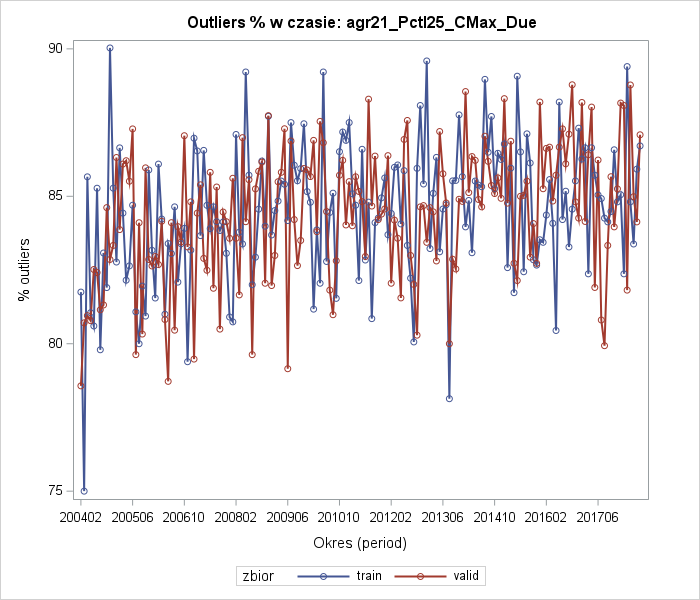 Outliers % w czasie: agr21_Pctl25_CMax_Due
90
85
80
75
% outliers
200402 200506 200610 200802 200906 201010 201202 201306 201410 201602 201706
Okres (period)
zbior train valid